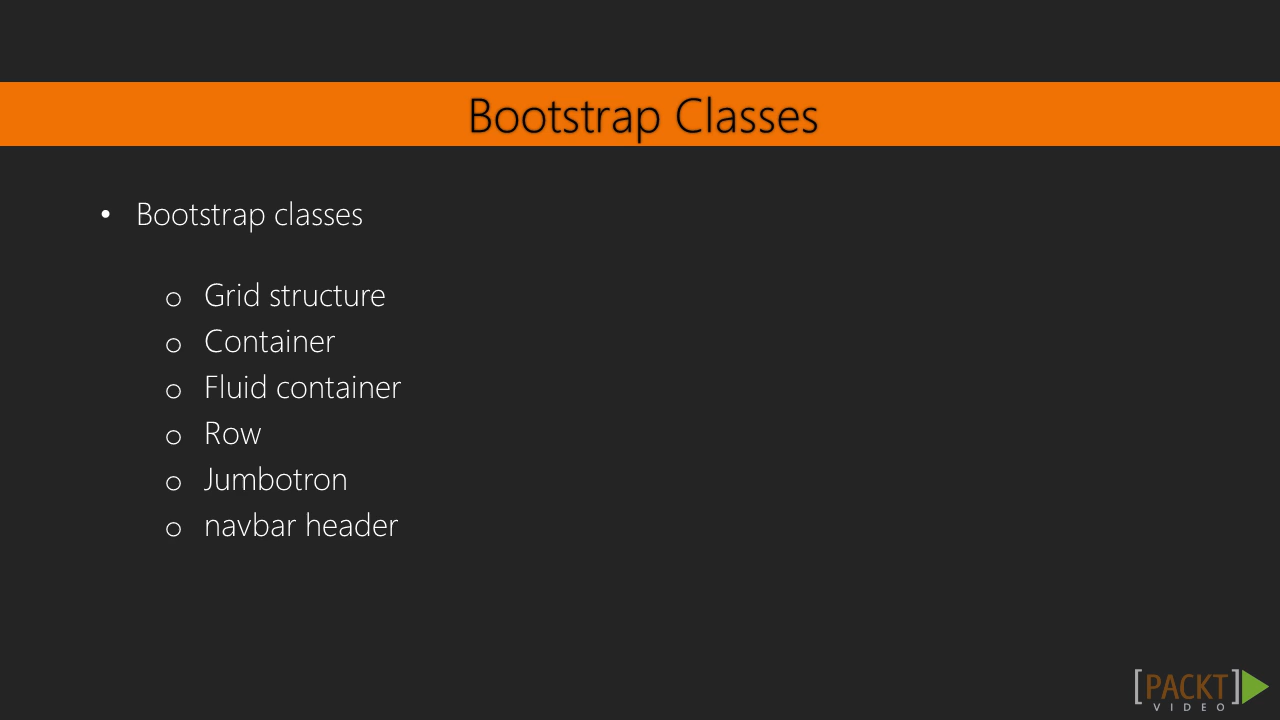 Bootstrap Classes
• Bootstrap classes
o Grid structure
o Container
o Fluid container
o Row
o Jumbotron
o navbar header
[PACKT]
VIDEO